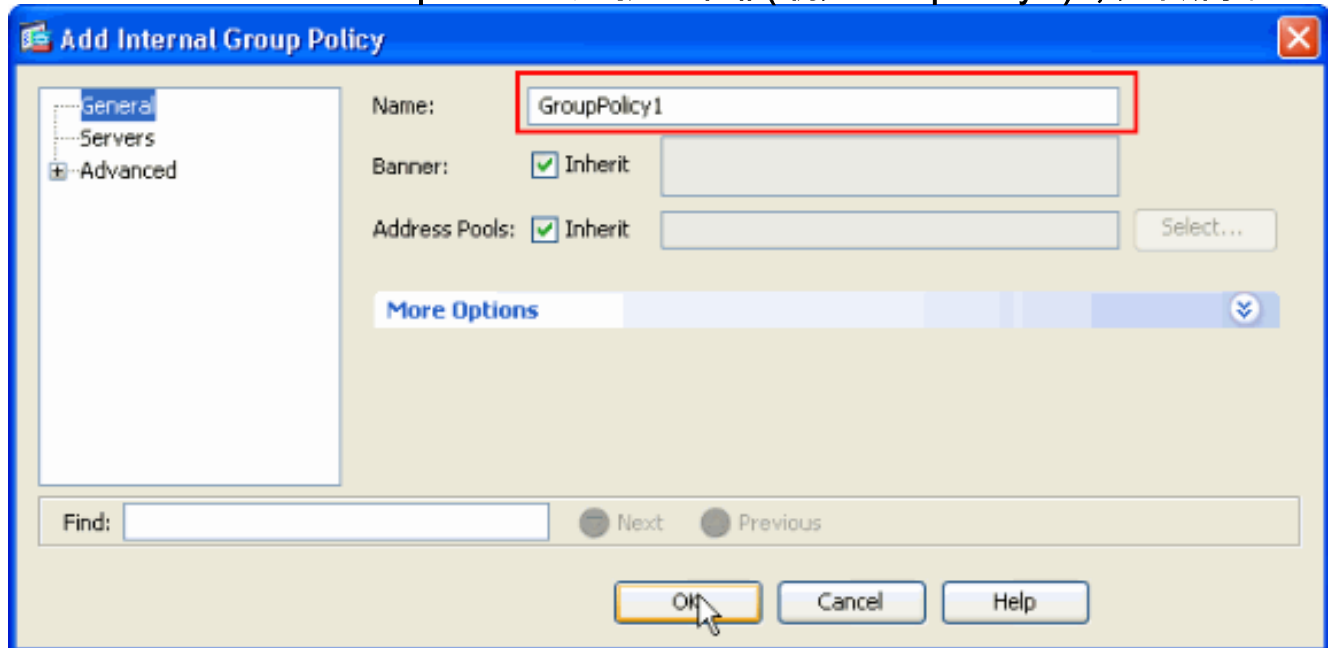 Add Internal Group Policy
General
Servers
Advanced
Name: GroupPolicy1
Banner: Inherit
Address Pools: Inherit Select...
More Options
Find: Next Previous
OK Cancel Help